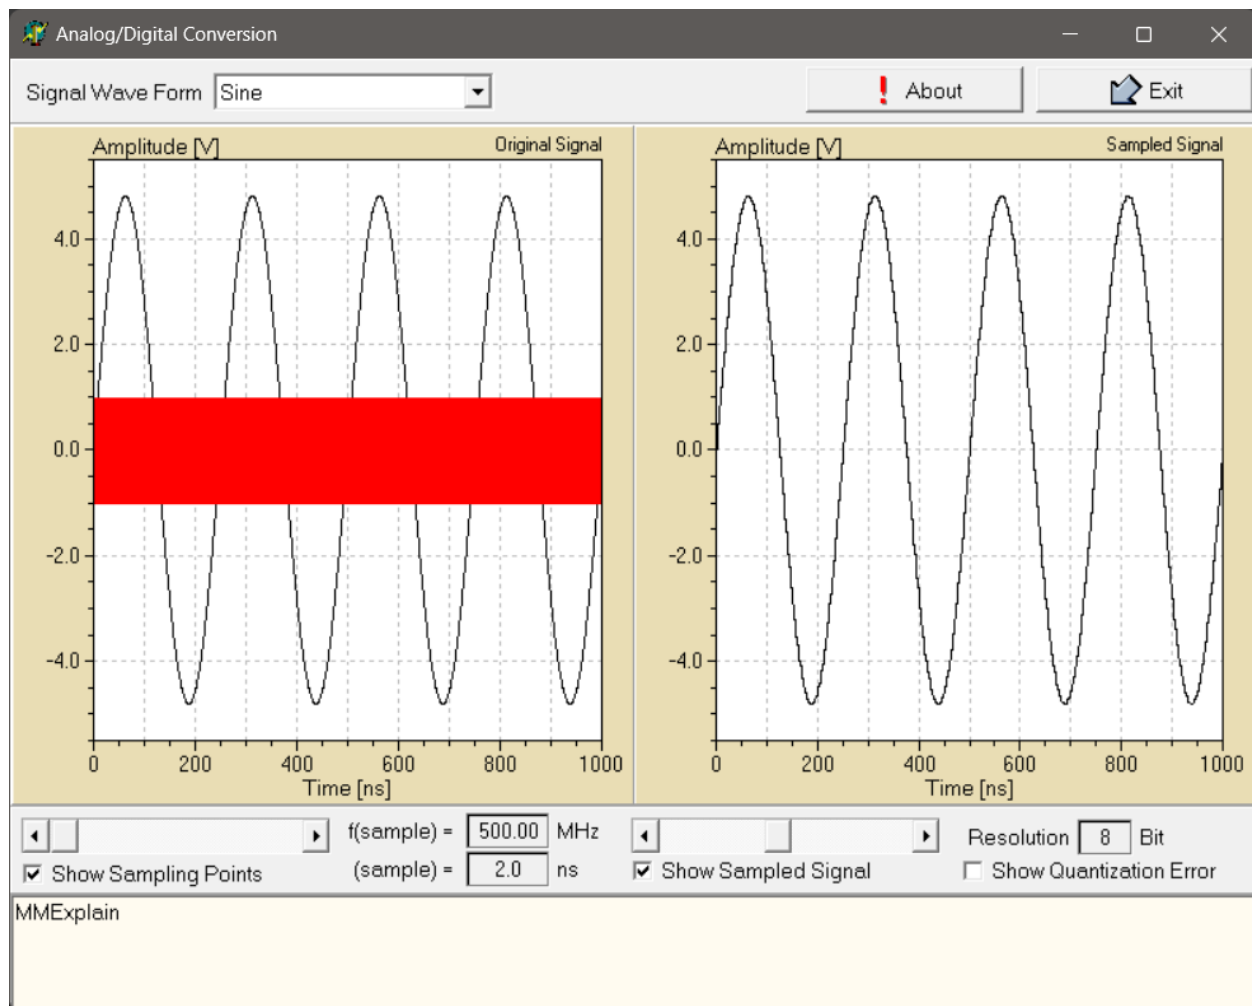 Analog/Digital Conversion
Signal Wave Form Sine
About
Exit
Amplitude [V] Original Signal
4.0
2.0
0.0
-2.0
-4.0
0 200 400 600 800 1000
Time [ns]
Amplitude [V] Sampled Signal
4.0
2.0
0.0
-2.0
-4.0
0 200 400 600 800 1000
Time [ns]
f(sample) = 500.00 MHz
Show Sampling Points
(sample) = 2.0 ns
Show Sampled Signal
Resolution 8 Bit
Show Quantization Error
MMExplain